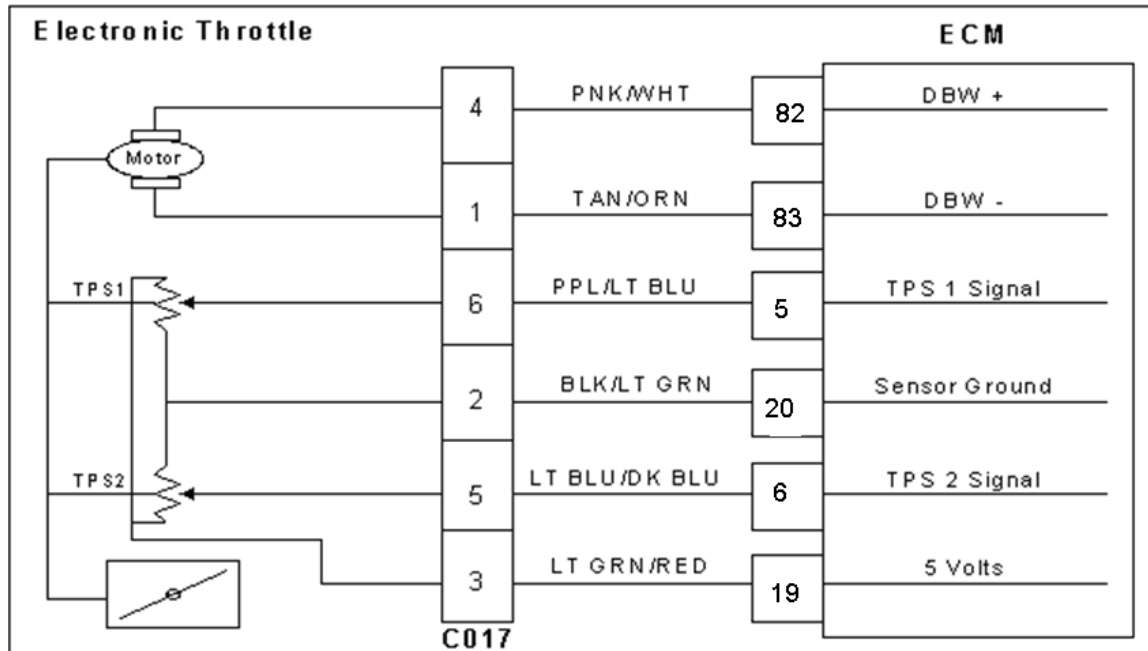 Electronic Throttle
ECM
4 PNK/WHT 82 DBW +
Motor
1 TAN/ORN 83 DBW -
TPS1 6 PPL/LT BLU 5 TPS 1 Signal
2 BLK/LT GRN 20 Sensor Ground
TPS2 5 LT BLU/DK BLU 6 TPS 2 Signal
3 LT GRN/RED 19 5 Volts
C017